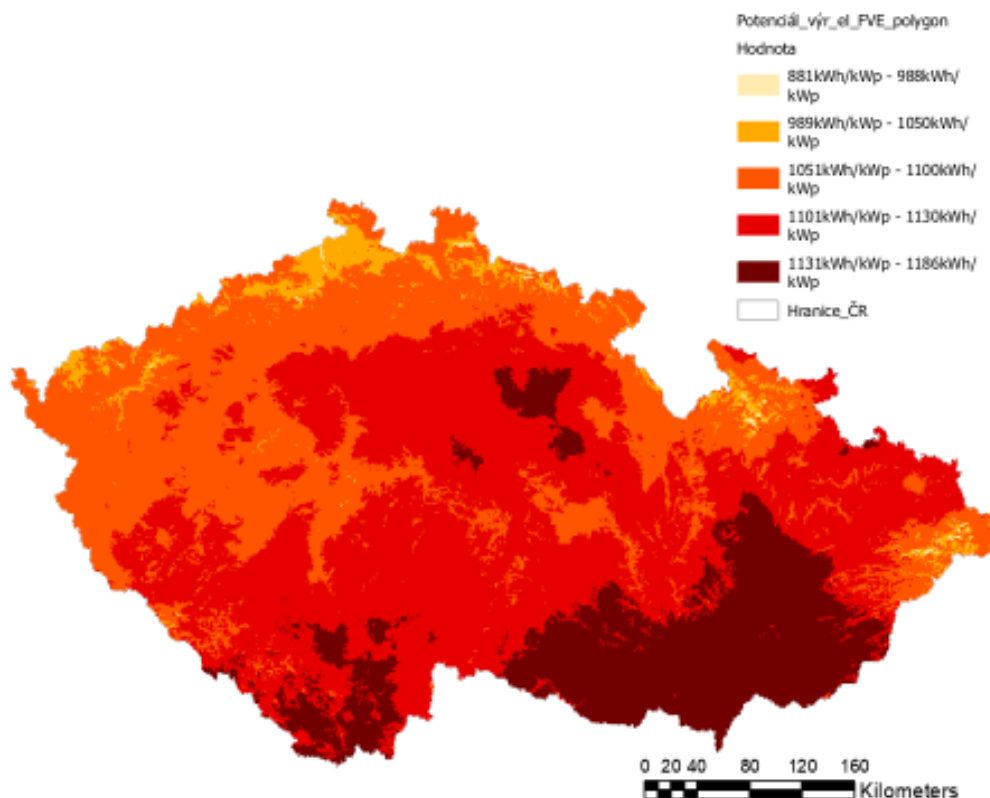 Potenciál_výr_el_FVE_polygon
Hodnota
881kWh/kWp - 988kWh/
kWp
989kWh/kWp - 1050kWh/
kWp
1051kWh/kWp - 1100kWh/
kWp
1101kWh/kWp - 1130kWh/
kWp
1131kWh/kWp - 1186kWh/
kWp
Hranice_ČR
0 20 40 80 120 160
Kilometers